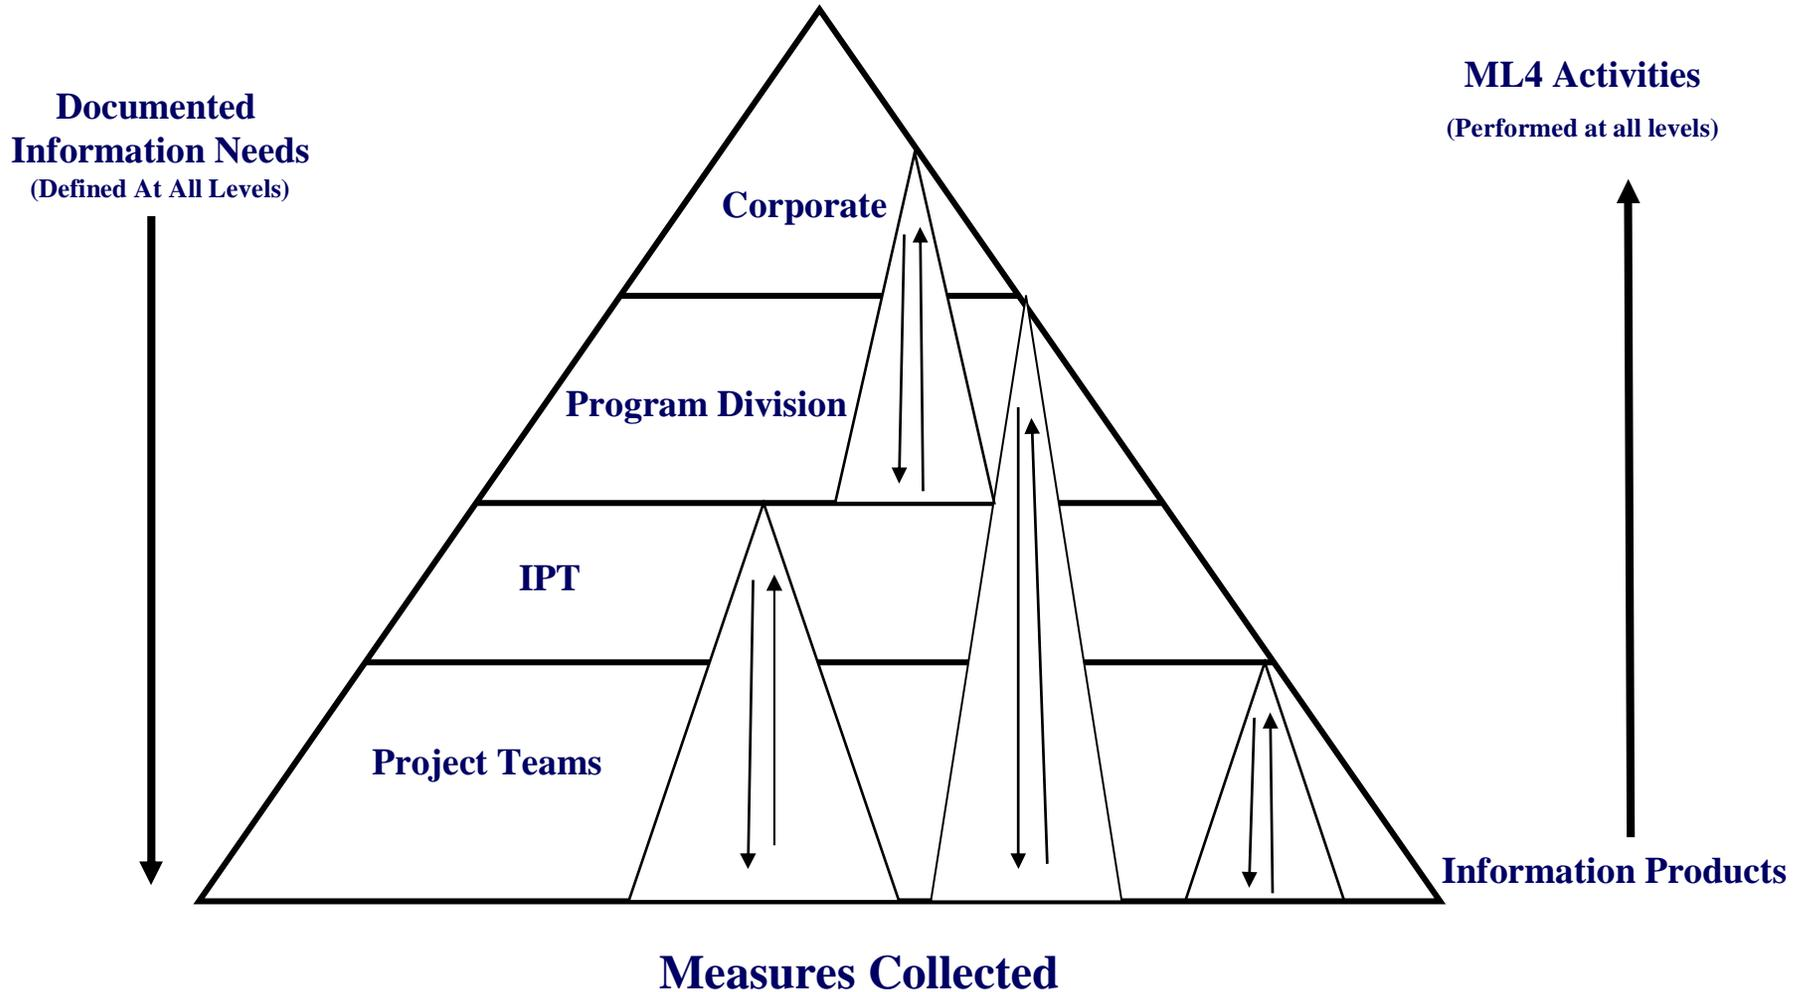 Documented
Information Needs
(Defined At All Levels)
ML4 Activities
(Performed at all levels)
Corporate
Program Division
IPT
Project Teams
Information Products
Measures Collected